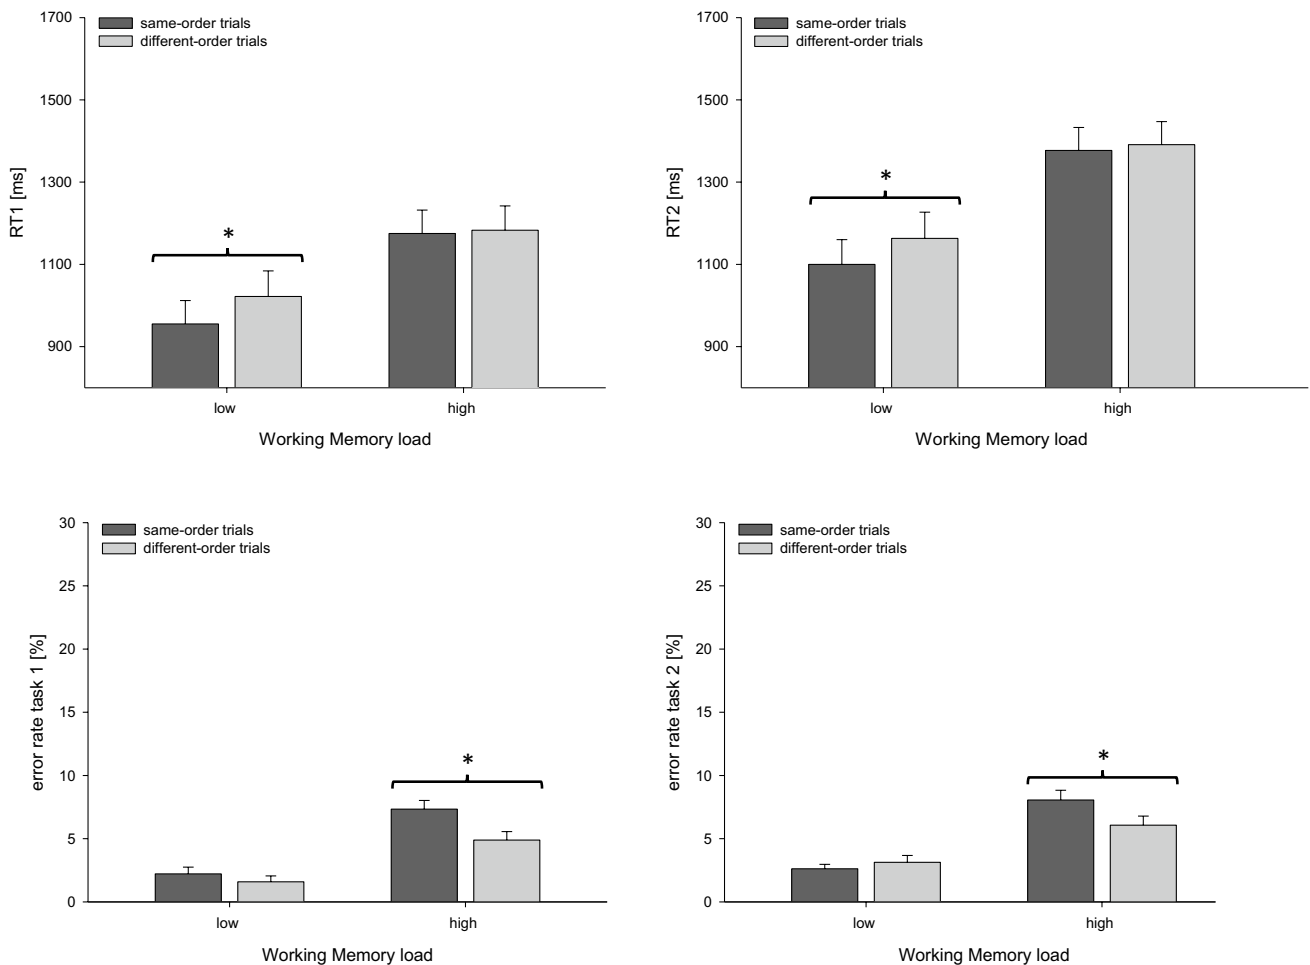 1700
1500
1300
1100
900
RT1 [ms]
same-order trials
different-order trials
*
low
high
Working Memory load
1700
1500
1300
1100
900
RT2 [ms]
same-order trials
different-order trials
*
low
high
Working Memory load
30
25
20
15
10
5
0
error rate task 1 [%]
same-order trials
different-order trials
*
low
high
Working Memory load
30
25
20
15
10
5
0
error rate task 2 [%]
same-order trials
different-order trials
*
low
high
Working Memory load